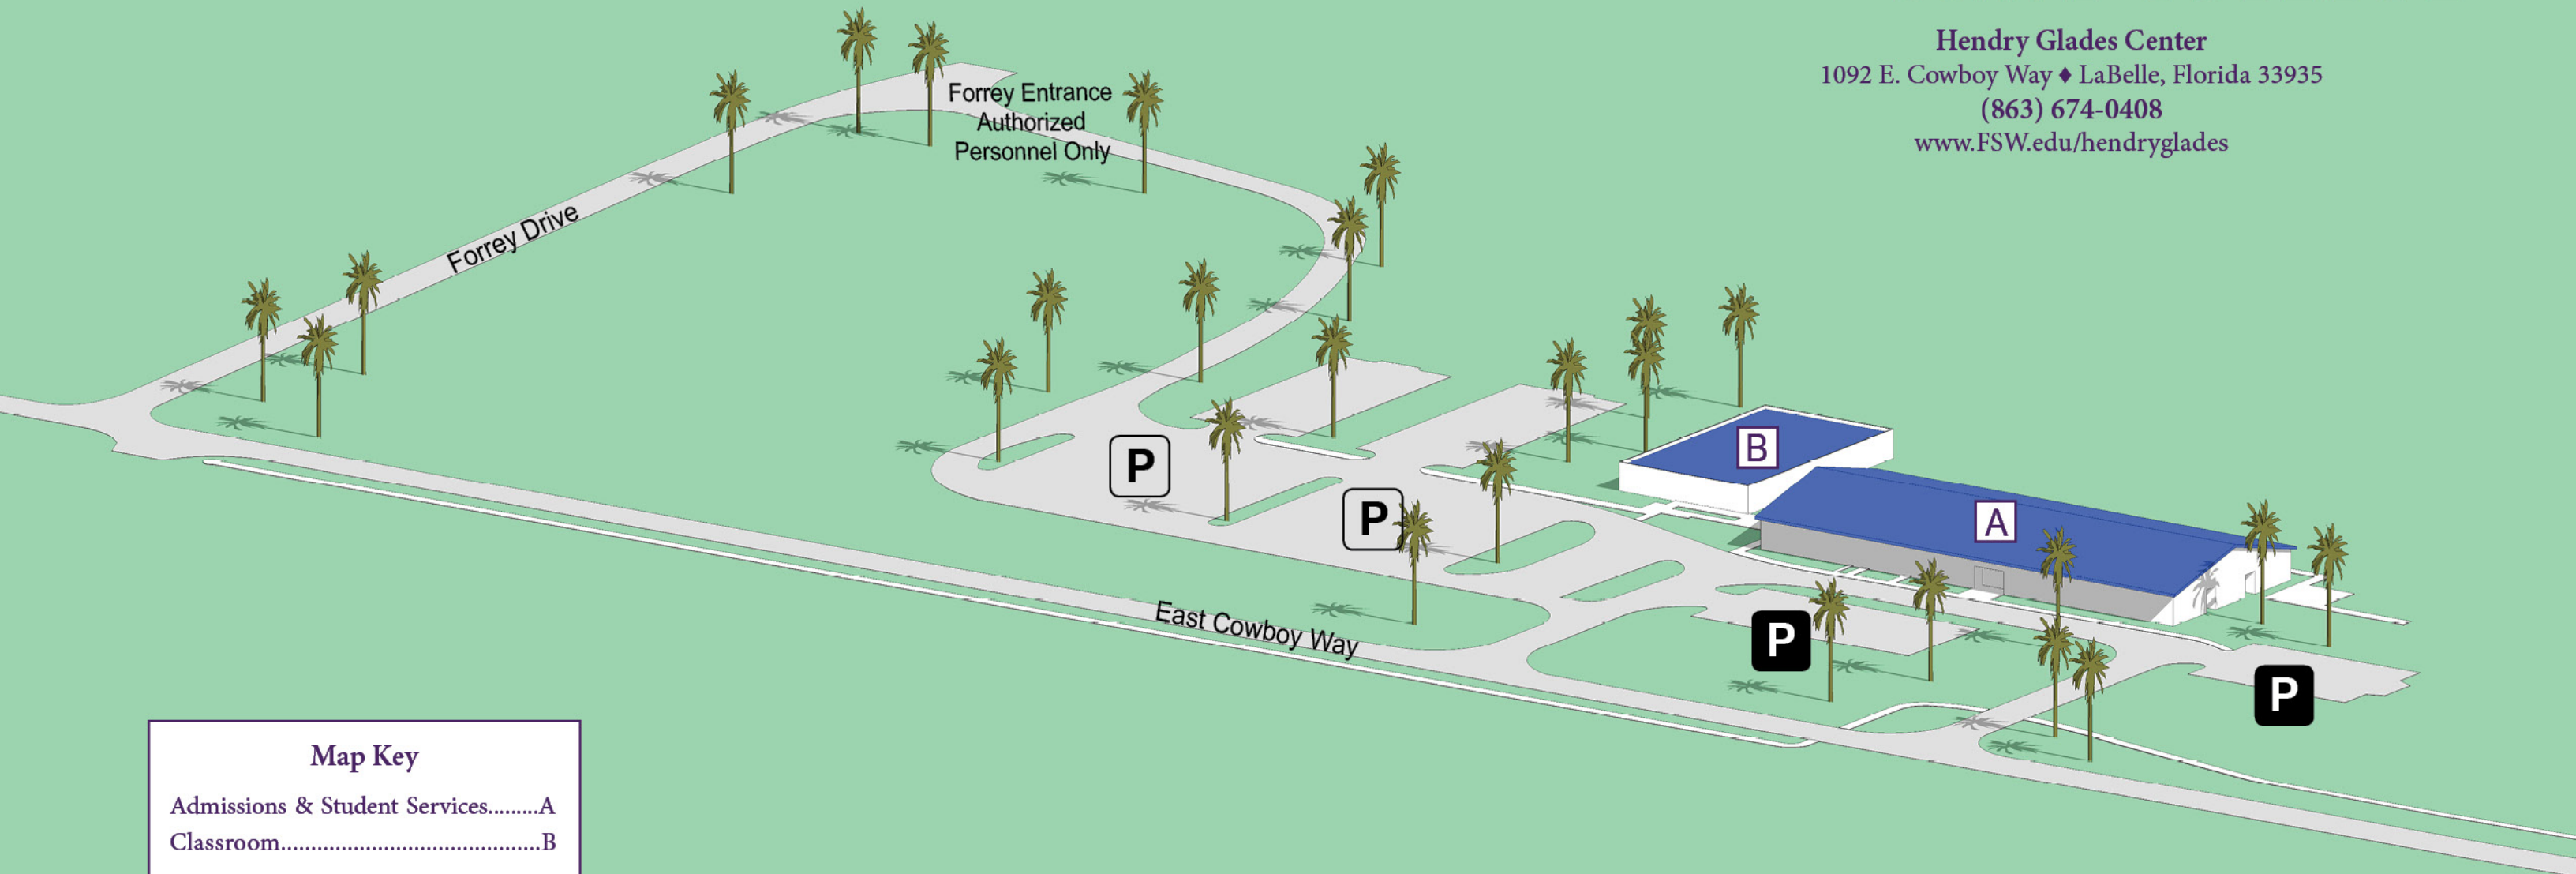 Hendry Glades Center
1092 E. Cowboy Way ♦ LaBelle, Florida 33935
(863) 674-0408
www.FSW.edu/hendryglades
Forrey Entrance
Authorized
Personnel Only
Forrey Drive
B
P
P
A
East Cowboy Way
P
P
Map Key
Admissions & Student Services.........A
Classroom...........................................B